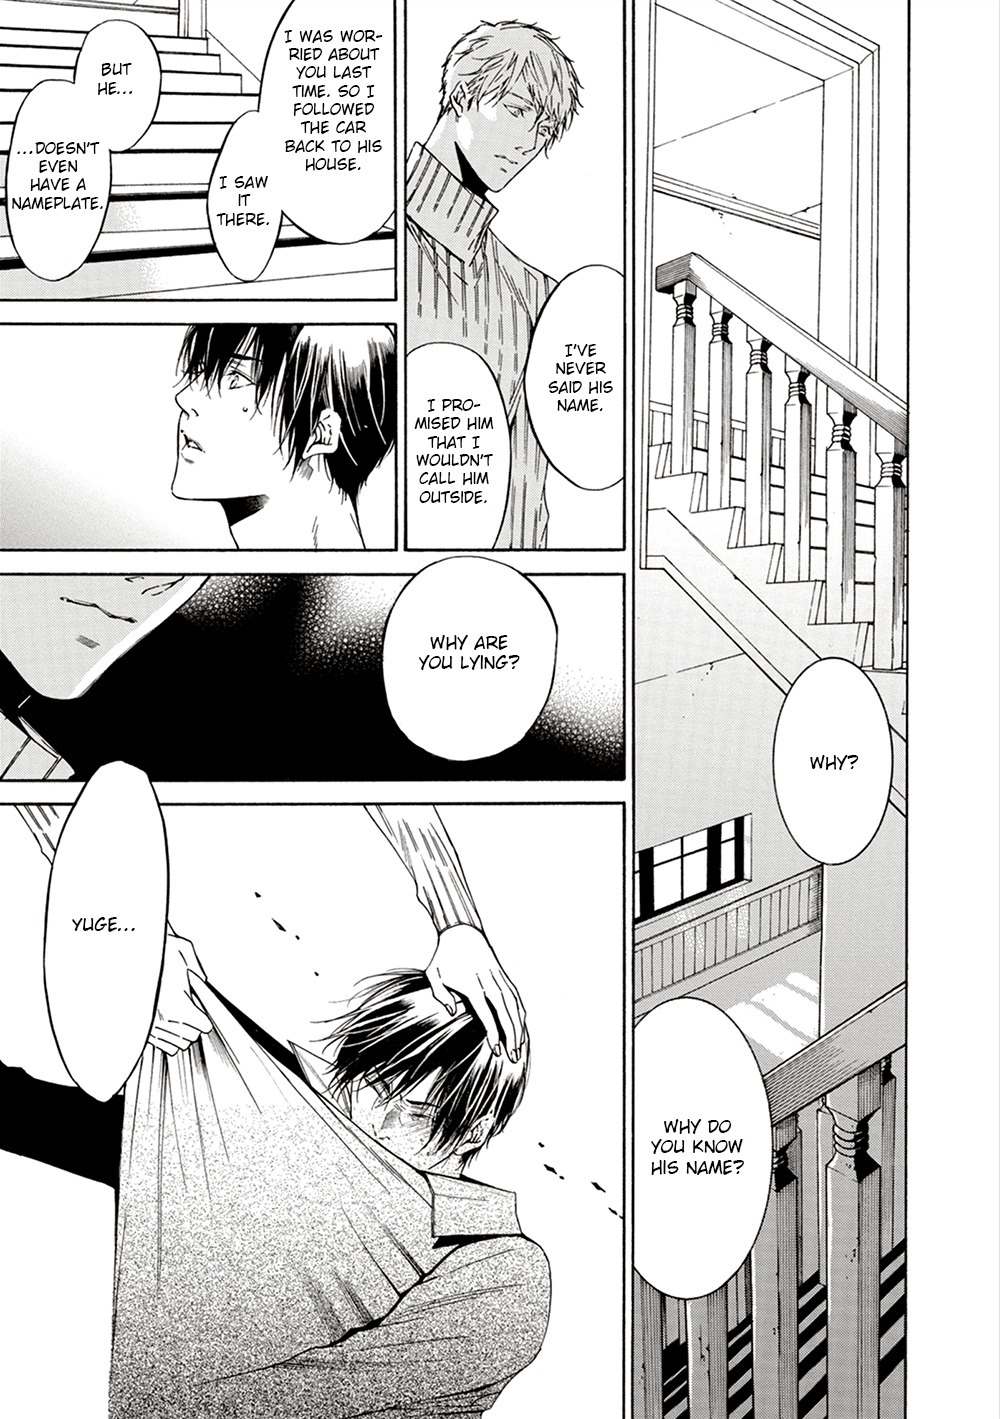 WHY?
WHY DO
YOU KNOW
HIS NAME?
I'VE
NEVER
SAID HIS
NAME.
I PRO-
MISED HIM
THAT I
WOULDN'T
CALL HIM
OUTSIDE.
I WAS WOR-
RIED ABOUT
YOU LAST
TIME. SO I
FOLLOWED
THE CAR
BACK TO HIS
HOUSE.
I SAW
IT
THERE.
BUT
HE...
...DOESN'T
EVEN
HAVE A
NAMEPLATE.
WHY ARE
YOU LYING?
YUGE...